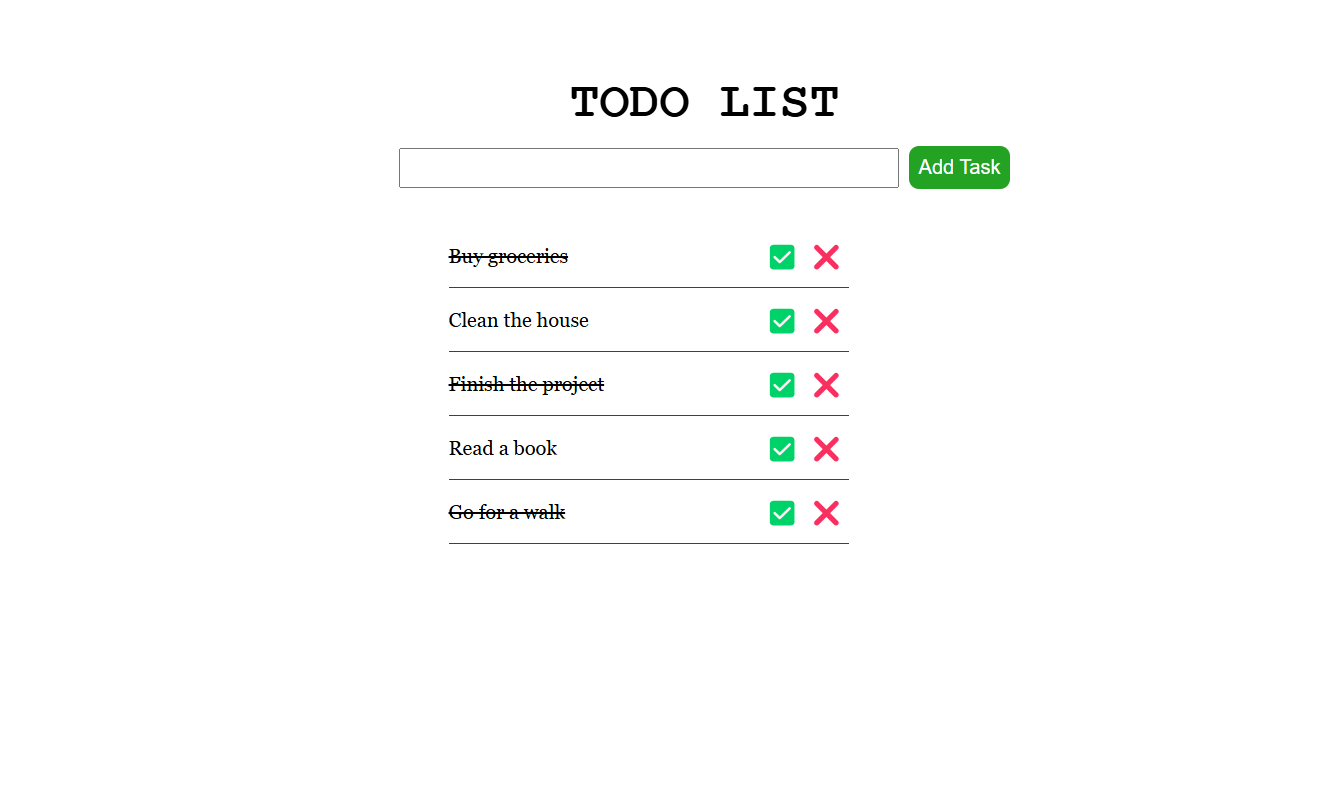 TODO LIST
Add Task
Buy groceries
Clean the house
Finish the project
Read a book
Go for a walk